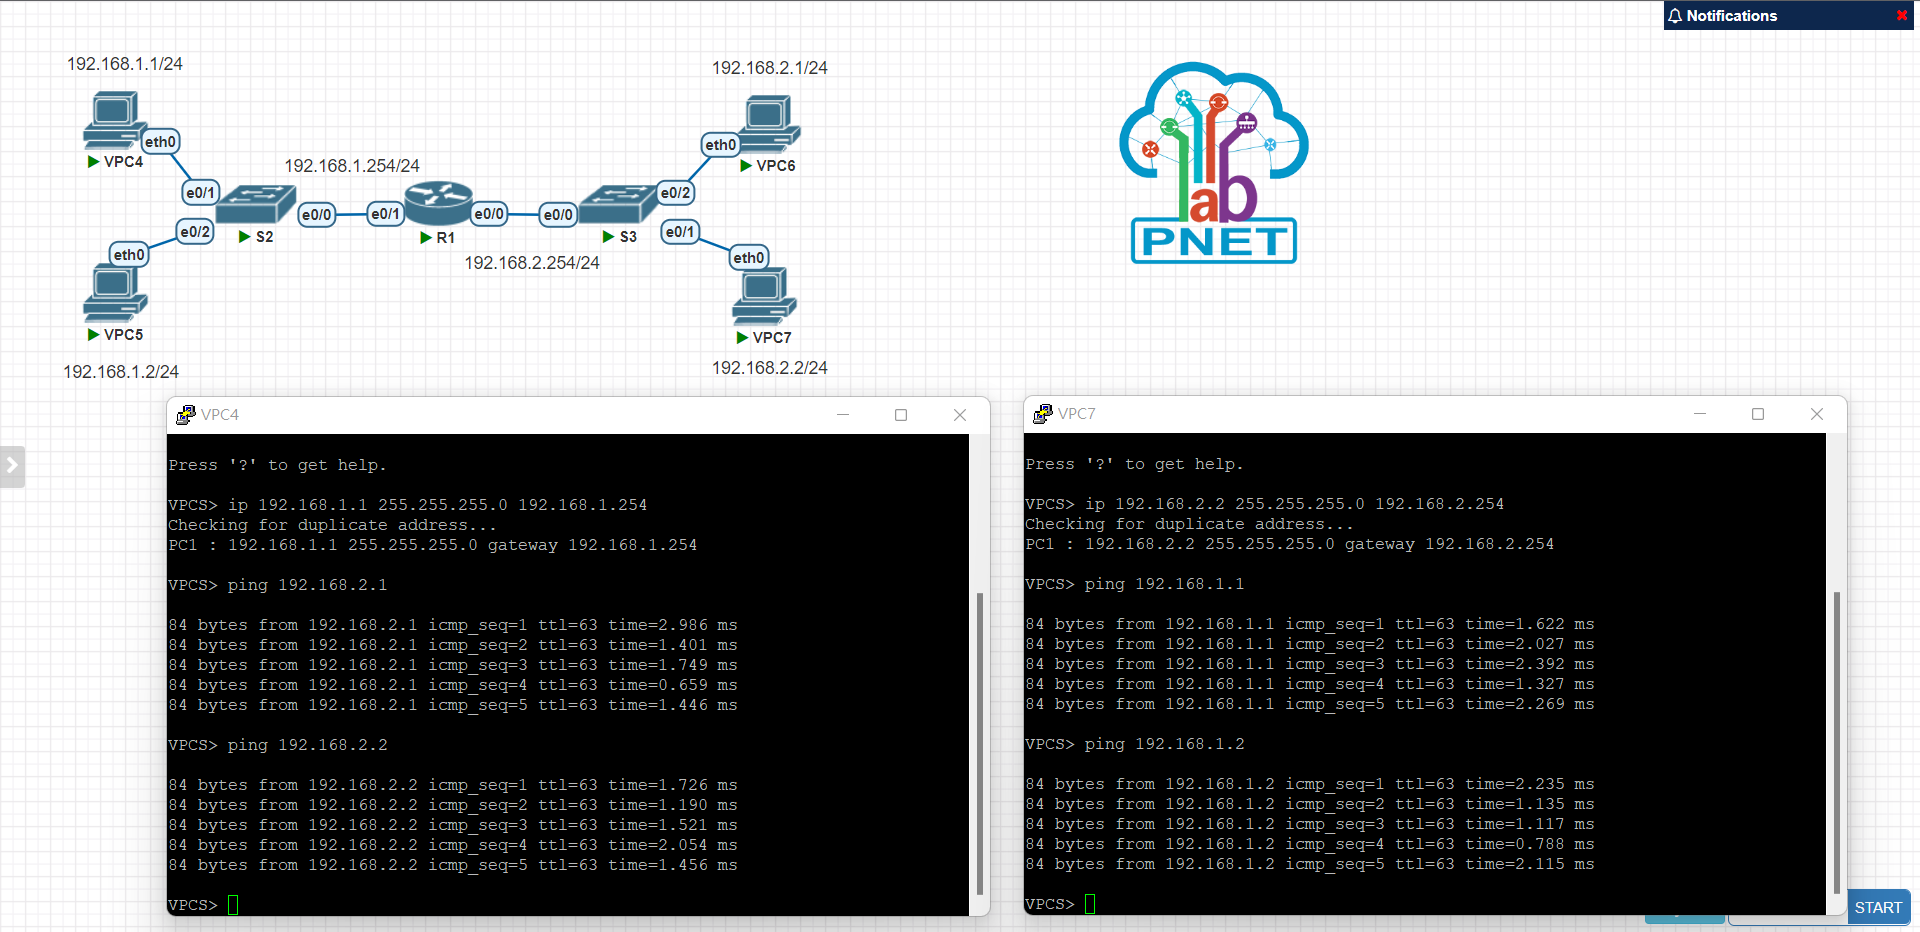 Notifications
192.168.1.1/24
192.168.2.1/24
eth0
VPC4
eth0
VPC6
192.168.1.254/24
e0/1
e0/2
e0/0
e0/1
e0/0
e0/0
e0/2
S2
R1
S3
e0/1
eth0
192.168.2.254/24
eth0
VPC5
VPC7
192.168.1.2/24
192.168.2.2/24
lab
PNET
VPC4
Press '?' to get help.
VPCS> ip 192.168.1.1 255.255.255.0 192.168.1.254
Checking for duplicate address...
PC1 : 192.168.1.1 255.255.255.0 gateway 192.168.1.254
VPCS> ping 192.168.2.1
84 bytes from 192.168.2.1 icmp_seq=1 ttl=63 time=2.986 ms
84 bytes from 192.168.2.1 icmp_seq=2 ttl=63 time=1.401 ms
84 bytes from 192.168.2.1 icmp_seq=3 ttl=63 time=1.749 ms
84 bytes from 192.168.2.1 icmp_seq=4 ttl=63 time=0.659 ms
84 bytes from 192.168.2.1 icmp_seq=5 ttl=63 time=1.446 ms
VPCS> ping 192.168.2.2
84 bytes from 192.168.2.2 icmp_seq=1 ttl=63 time=1.726 ms
84 bytes from 192.168.2.2 icmp_seq=2 ttl=63 time=1.190 ms
84 bytes from 192.168.2.2 icmp_seq=3 ttl=63 time=1.521 ms
84 bytes from 192.168.2.2 icmp_seq=4 ttl=63 time=2.054 ms
84 bytes from 192.168.2.2 icmp_seq=5 ttl=63 time=1.456 ms
VPCS>
VPC7
Press '?' to get help.
VPCS> ip 192.168.2.2 255.255.255.0 192.168.2.254
Checking for duplicate address...
PC1 : 192.168.2.2 255.255.255.0 gateway 192.168.2.254
VPCS> ping 192.168.1.1
84 bytes from 192.168.1.1 icmp_seq=1 ttl=63 time=1.622 ms
84 bytes from 192.168.1.1 icmp_seq=2 ttl=63 time=2.027 ms
84 bytes from 192.168.1.1 icmp_seq=3 ttl=63 time=2.392 ms
84 bytes from 192.168.1.1 icmp_seq=4 ttl=63 time=1.327 ms
84 bytes from 192.168.1.1 icmp_seq=5 ttl=63 time=2.269 ms
VPCS> ping 192.168.1.2
84 bytes from 192.168.1.2 icmp_seq=1 ttl=63 time=2.235 ms
84 bytes from 192.168.1.2 icmp_seq=2 ttl=63 time=1.135 ms
84 bytes from 192.168.1.2 icmp_seq=3 ttl=63 time=1.117 ms
84 bytes from 192.168.1.2 icmp_seq=4 ttl=63 time=0.788 ms
84 bytes from 192.168.1.2 icmp_seq=5 ttl=63 time=2.115 ms
VPCS>
START